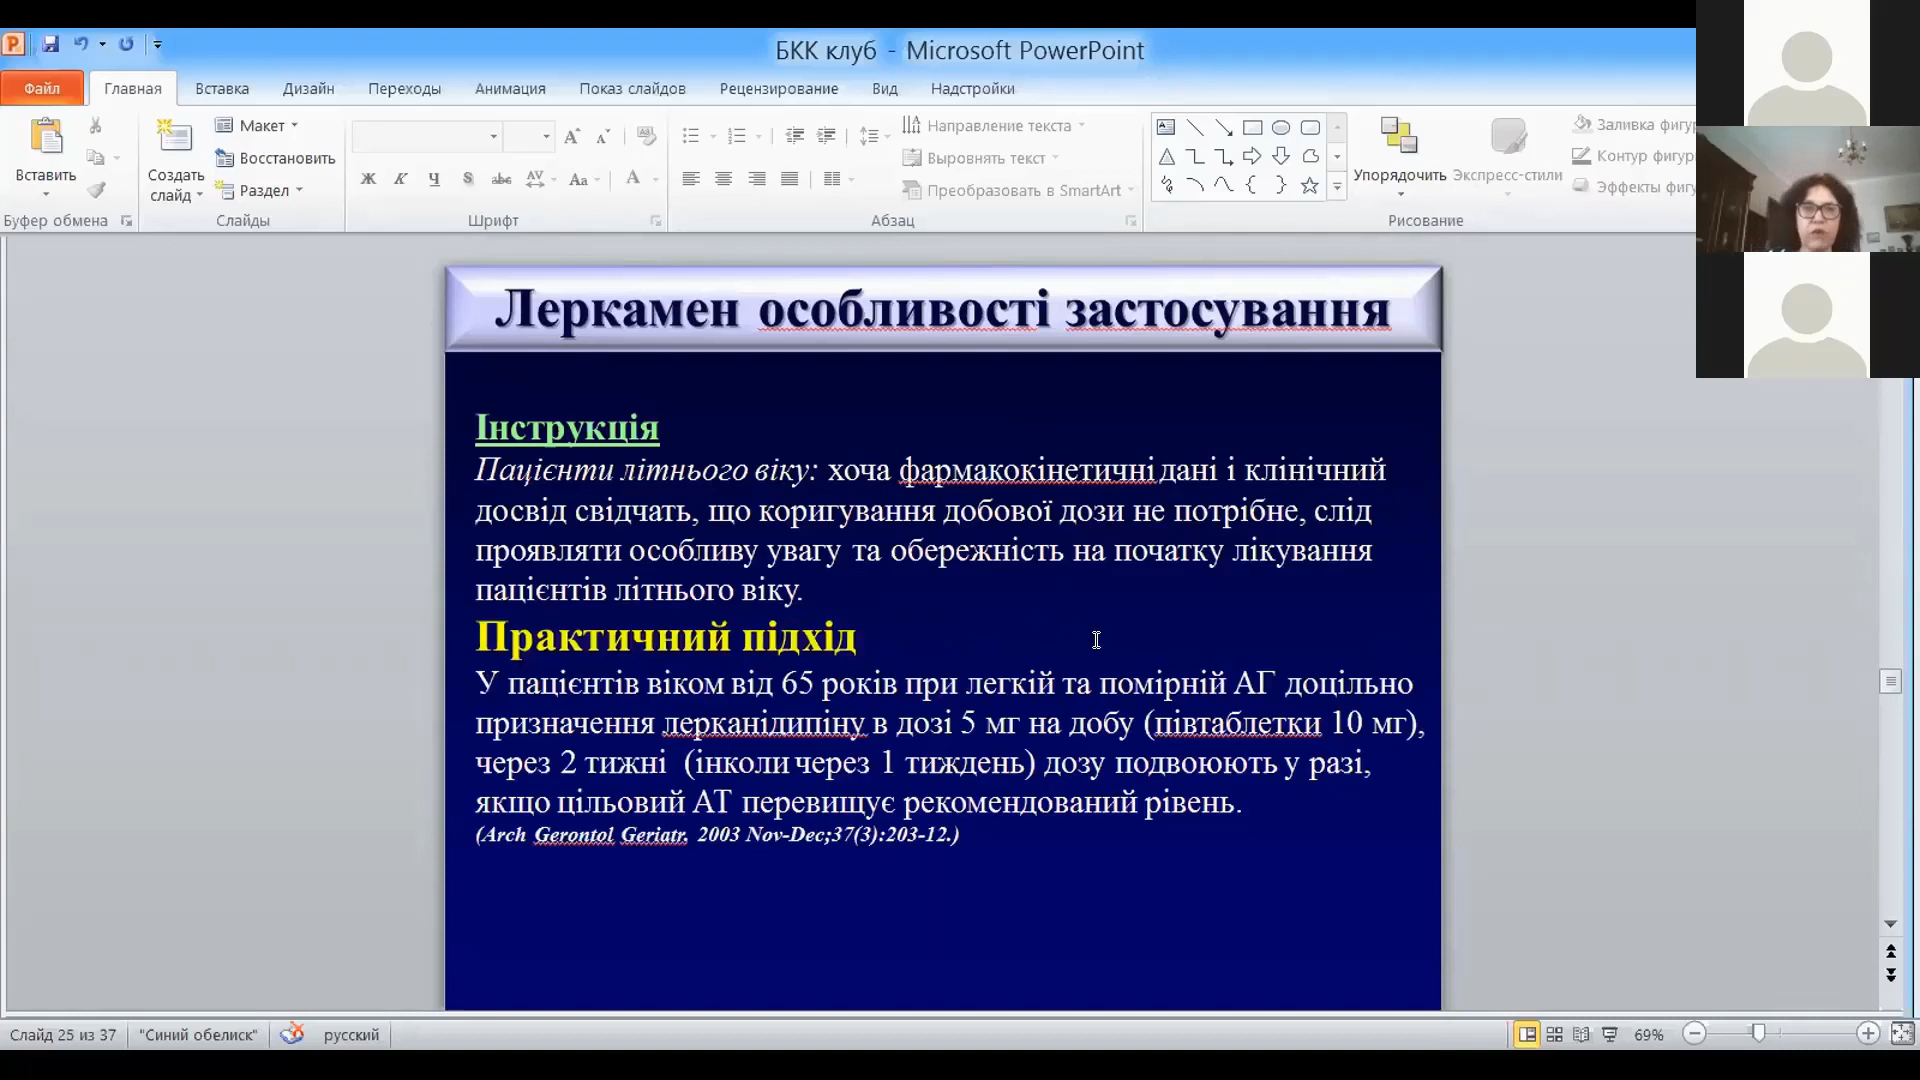 БКК клуб - Microsoft PowerPoint
Файл Главная Вставка Дизайн Переходы Анимация Показ слайдов Рецензирование Вид Надстройки
Вставить
Буфер обмена
Создать слайд
Макет
Восстановить
Раздел
Слайды
Ж К Ч S abc AV Aa А
Шрифт
Направление текста
Выровнять текст
Преобразовать в SmartArt
Абзац
Упорядочить
Экспресс-стили
Заливка фигу
Контур фигур
Эффекты фигу
Рисование
Леркамен особливості застосування
Інструкція
Пацієнти літнього віку: хоча фармакокінетичні дані і клінічний
досвід свідчать, що коригування добової дози не потрібне, слід
проявляти особливу увагу та обережність на початку лікування
пацієнтів літнього віку.
Практичний підхід
У пацієнтів віком від 65 років при легкій та помірній АГ доцільно
призначення лерканідипіну в дозі 5 мг на добу (півтаблетки 10 мг),
через 2 тижні (інколи через 1 тиждень) дозу подвоюють у разі,
якщо цільовий АТ перевищує рекомендований рівень.
(Arch Gerontol Geriatr. 2003 Nov-Dec;37(3):203-12.)
Слайд 25 из 37 "Синий обелиск" русский 69%